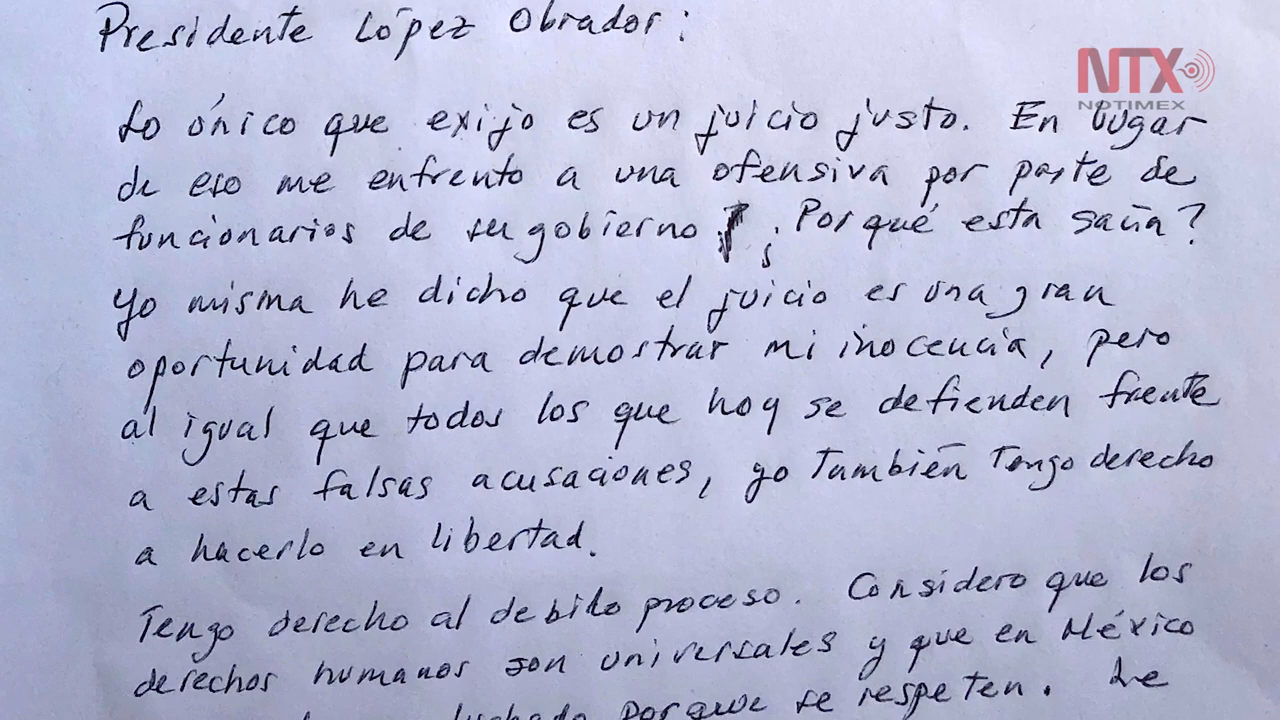 Presidente López Obrador:
NTX
NOTIMEX
Lo único que exijo es un juicio justo. En lugar
de eso me enfrento a una ofensiva por parte de
funcionarios de su gobierno ¿Porqué esta saña?
Yo misma he dicho que el juicio es una gran
oportunidad para demostrar mi inocencia, pero
al igual que todos los que hoy se defienden frente
a estas falsas acusaciones, yo también tengo derecho
a hacerlo en libertad.
Tengo derecho al debido proceso. Considero que los
derechos humanos son universales y que en México
luchado porque se respeten. Le